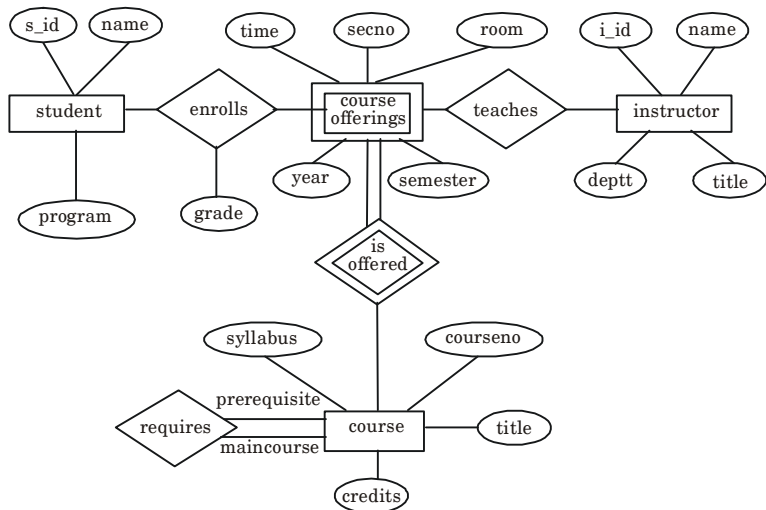 s_id
name
time
secno
room
i_id
name
student
enrolls
course
offerings
teaches
instructor
year
semester
deptt
title
program
grade
is
offered
syllabus
courseno
prerequisite
requires
course
title
maincourse
credits